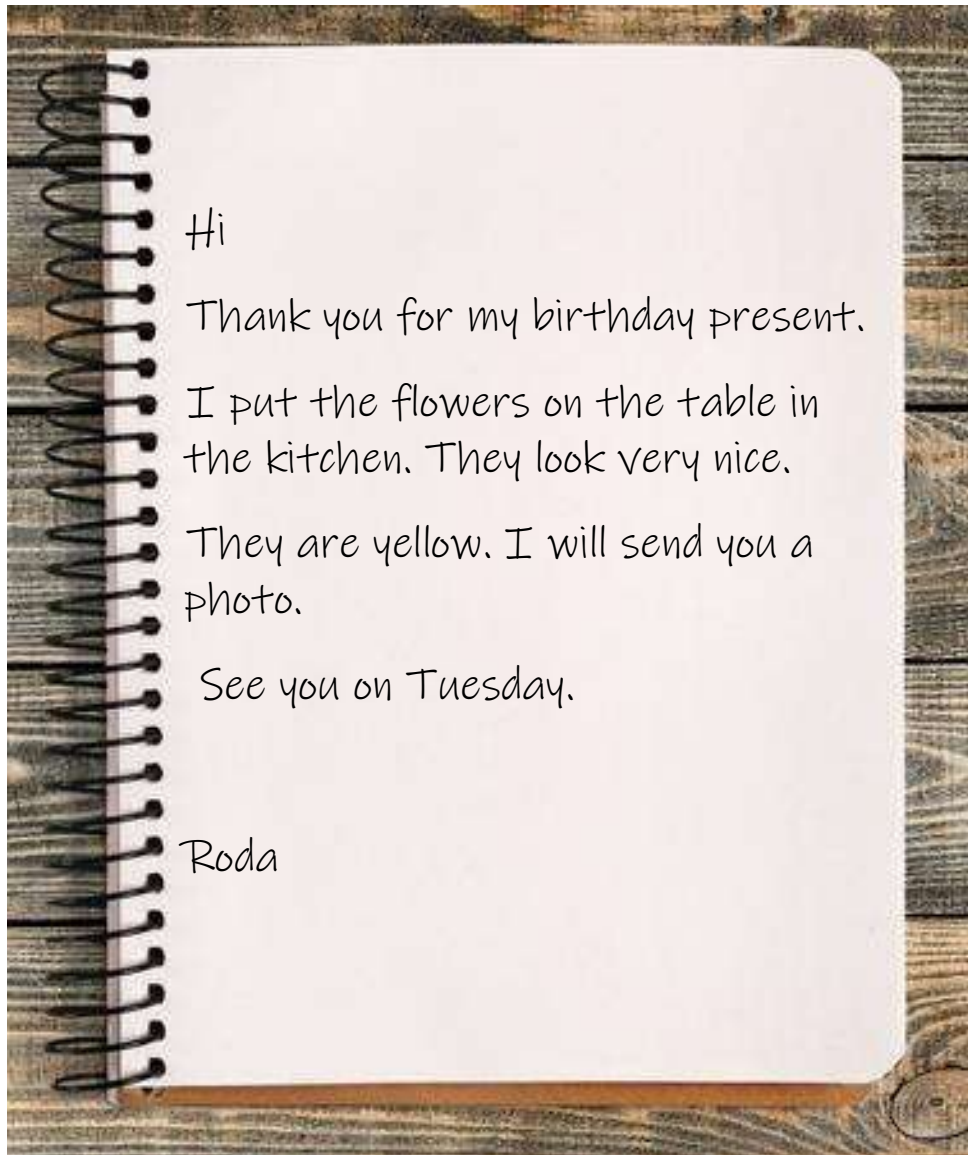 Hi
Thank you for my birthday present.
I put the flowers on the table in
the kitchen. They look very nice.
They are yellow. I will send you a
photo.
See you on Tuesday.
Roda